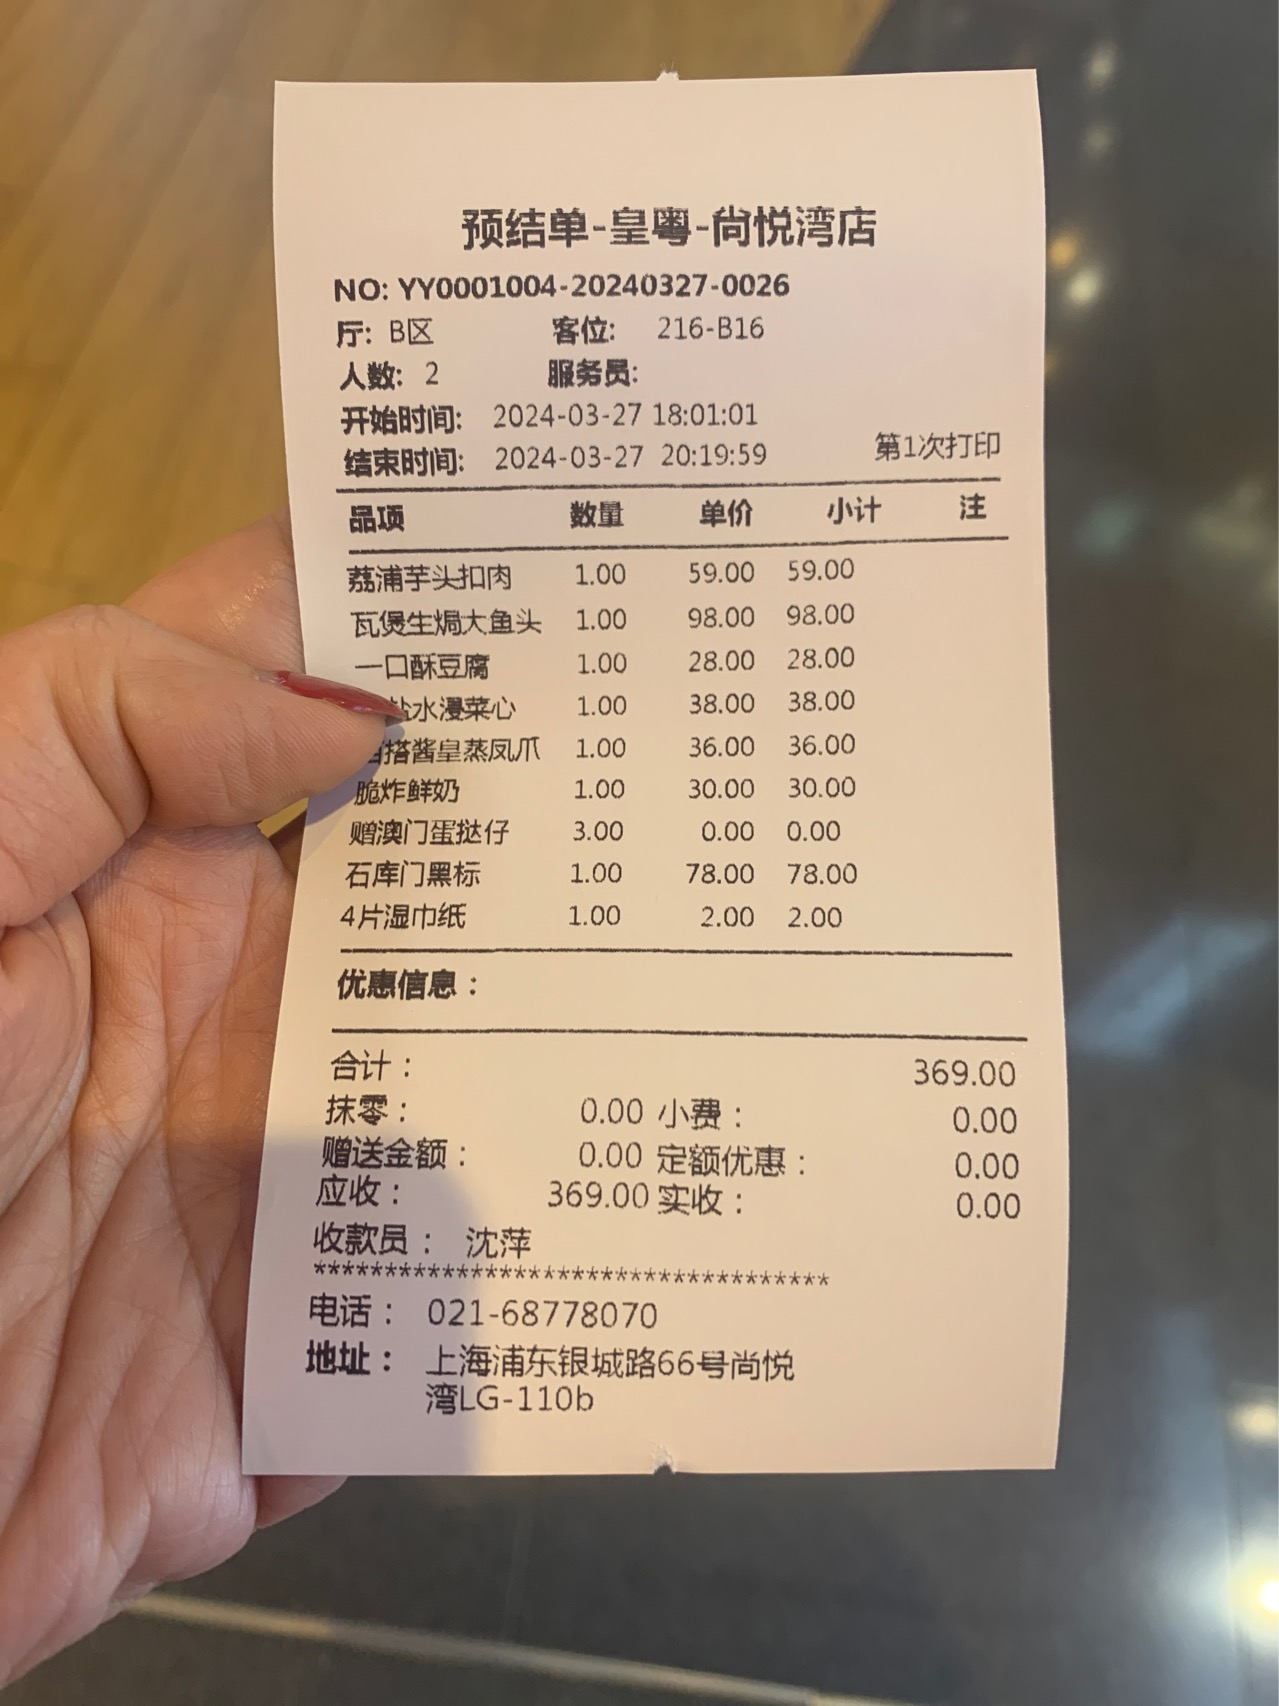 预结单-皇粤-尚悦湾店
NO: YY0001004-20240327-0026
厅: B区 客位: 216-B16
人数: 2 服务员:
开始时间: 2024-03-27 18:01:01
结束时间: 2024-03-27 20:19:59 第1次打印
品项 数量 单价 小计 注
荔浦芋头扣肉 1.00 59.00 59.00
瓦煲生焗大鱼头 1.00 98.00 98.00
一口酥豆腐 1.00 28.00 28.00
盐水浸菜心 1.00 38.00 38.00
搭酱皇蒸凤爪 1.00 36.00 36.00
脆炸鲜奶 1.00 30.00 30.00
赠澳门蛋挞仔 3.00 0.00 0.00
石库门黑标 1.00 78.00 78.00
4片湿巾纸 1.00 2.00 2.00
优惠信息：
合计： 369.00
抹零： 0.00 小费： 0.00
赠送金额： 0.00 定额优惠： 0.00
应收： 369.00 实收： 0.00
收款员： 沈萍
*************************************
电话： 021-68778070
地址： 上海浦东银城路66号尚悦
湾LG-110b